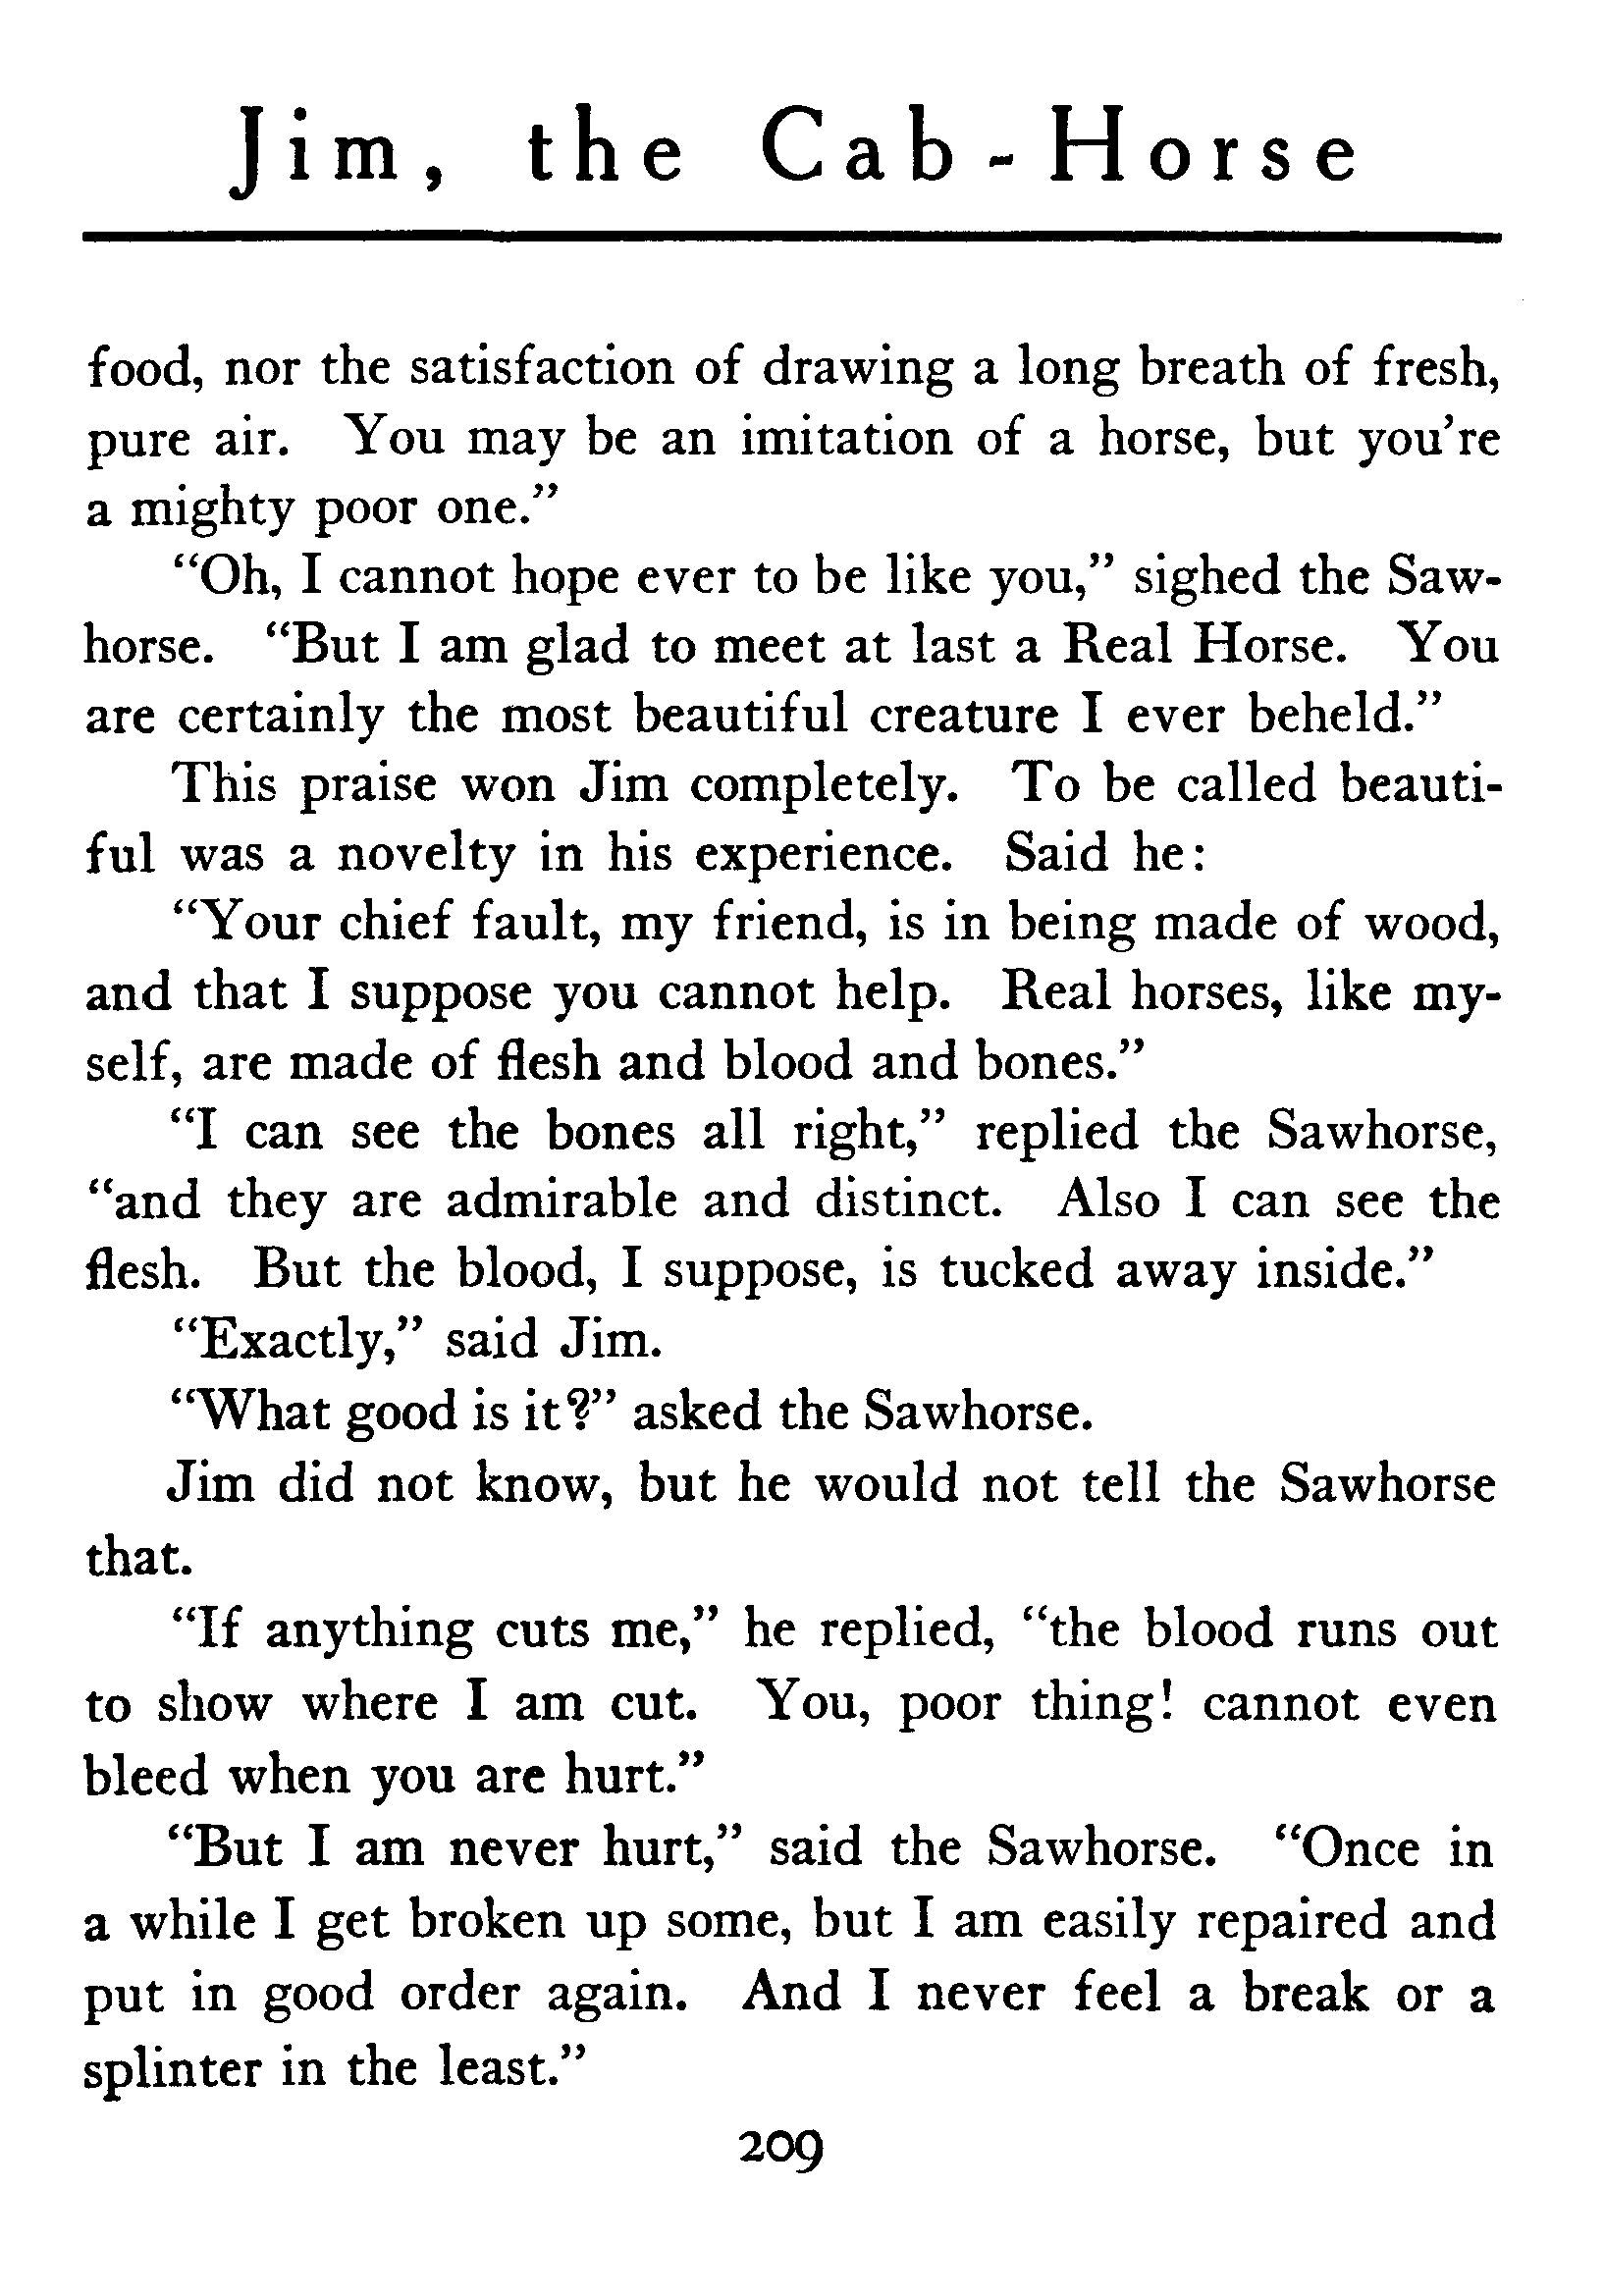 Jim, the Cab-Horse
food, nor the satisfaction of drawing a long breath of fresh,
pure air. You may be an imitation of a horse, but you're
a mighty poor one."
"Oh, I cannot hope ever to be like you," sighed the Saw-
horse. "But I am glad to meet at last a Real Horse. You
are certainly the most beautiful creature I ever beheld."
This praise won Jim completely. To be called beauti-
ful was a novelty in his experience. Said he:
"Your chief fault, my friend, is in being made of wood,
and that I suppose you cannot help. Real horses, like my-
self, are made of flesh and blood and bones."
"I can see the bones all right," replied the Sawhorse,
"and they are admirable and distinct. Also I can see the
flesh. But the blood, I suppose, is tucked away inside."
"Exactly," said Jim.
"What good is it?" asked the Sawhorse.
Jim did not know, but he would not tell the Sawhorse
that.
"If anything cuts me," he replied, "the blood runs out
to show where I am cut. You, poor thing! cannot even
bleed when you are hurt."
"But I am never hurt," said the Sawhorse. "Once in
a while I get broken up some, but I am easily repaired and
put in good order again. And I never feel a break or a
splinter in the least."
209